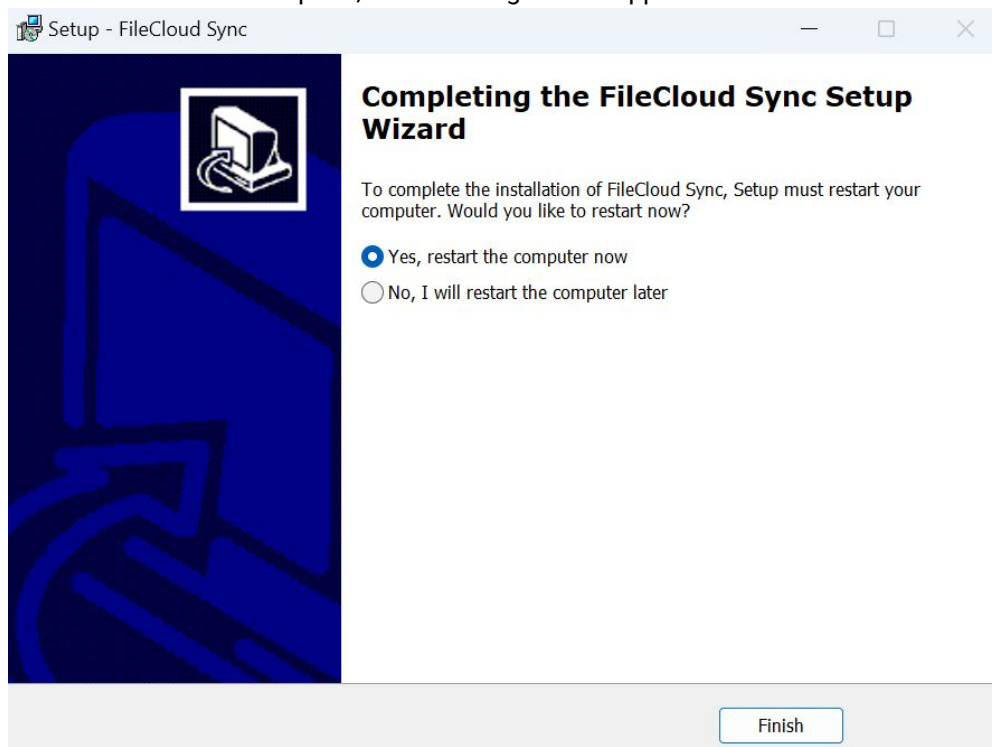 Setup - FileCloud Sync
Completing the FileCloud Sync Setup
Wizard
To complete the installation of FileCloud Sync, Setup must restart your
computer. Would you like to restart now?
Yes, restart the computer now
No, I will restart the computer later
Finish